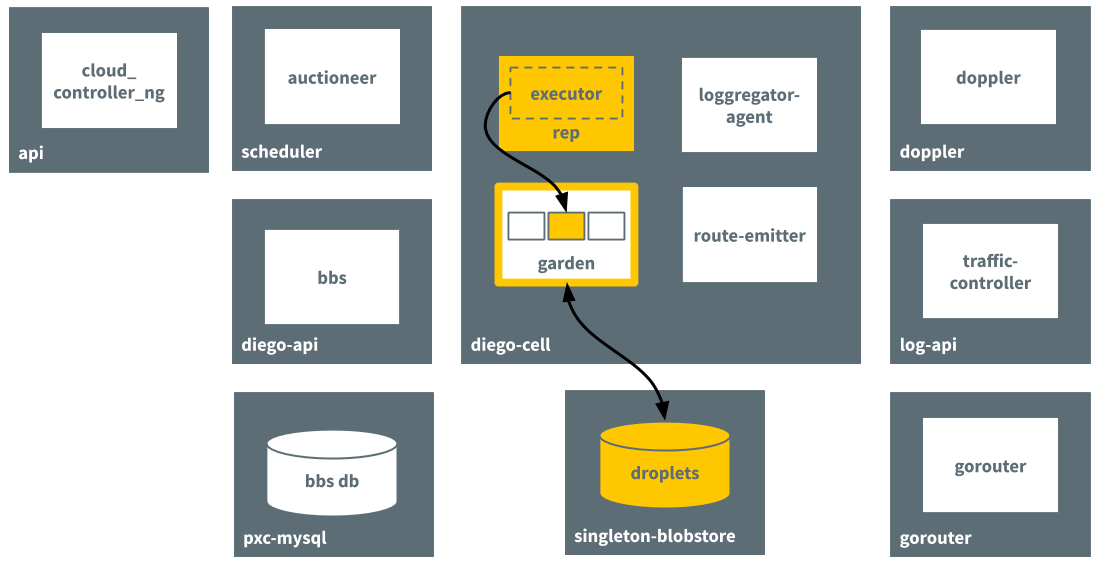 cloud_
controller_ng
api
auctioneer
scheduler
executor
rep
loggregator-
agent
garden
route-emitter
diego-cell
doppler
doppler
bbs
diego-api
traffic-
controller
log-api
bbs db
pxc-mysql
droplets
singleton-blobstore
gorouter
gorouter